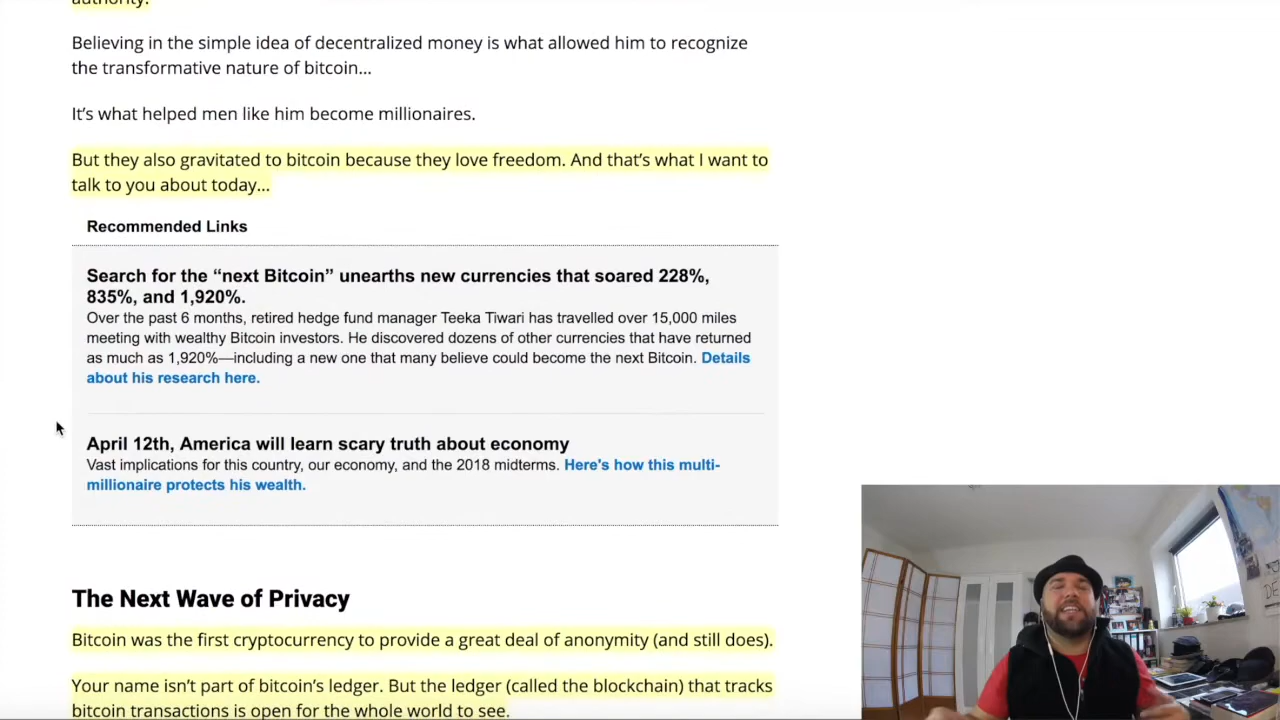 authority.
Believing in the simple idea of decentralized money is what allowed him to recognize
the transformative nature of bitcoin…
It’s what helped men like him become millionaires.
But they also gravitated to bitcoin because they love freedom. And that’s what I want to
talk to you about today…
Recommended Links
Search for the “next Bitcoin” unearths new currencies that soared 228%,
835%, and 1,920%.
Over the past 6 months, retired hedge fund manager Teeka Tiwari has travelled over 15,000 miles
meeting with wealthy Bitcoin investors. He discovered dozens of other currencies that have returned
as much as 1,920%—including a new one that many believe could become the next Bitcoin. Details
about his research here.
April 12th, America will learn scary truth about economy
Vast implications for this country, our economy, and the 2018 midterms. Here's how this multi-
millionaire protects his wealth.
The Next Wave of Privacy
Bitcoin was the first cryptocurrency to provide a great deal of anonymity (and still does).
Your name isn’t part of bitcoin’s ledger. But the ledger (called the blockchain) that tracks
bitcoin transactions is open for the whole world to see.